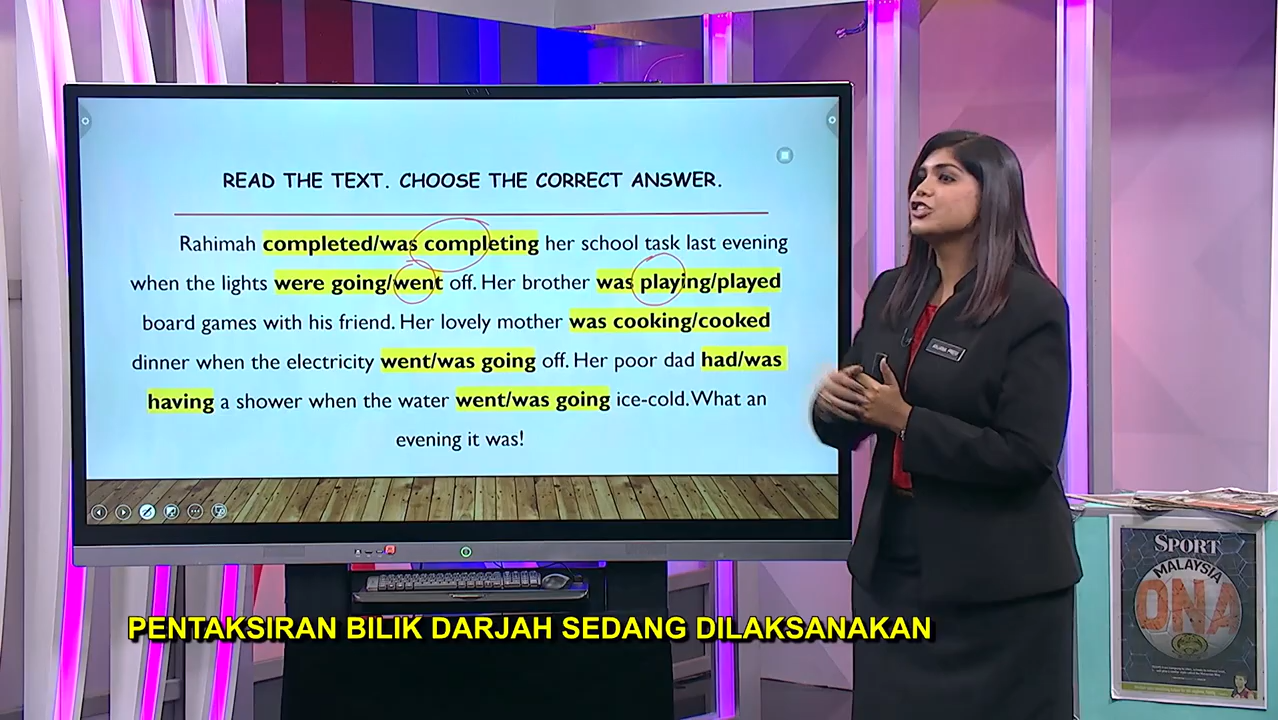 READ THE TEXT. CHOOSE THE CORRECT ANSWER.
Rahimah completed/was completing her school task last evening
when the lights were going/went off. Her brother was playing/played
board games with his friend. Her lovely mother was cooking/cooked
dinner when the electricity went/was going off. Her poor dad had/was
having a shower when the water went/was going ice-cold. What an
evening it was!
PENTAKSIRAN BILIK DARJAH SEDANG DILAKSANAKAN
SPORT
MALAYSIA
DNA